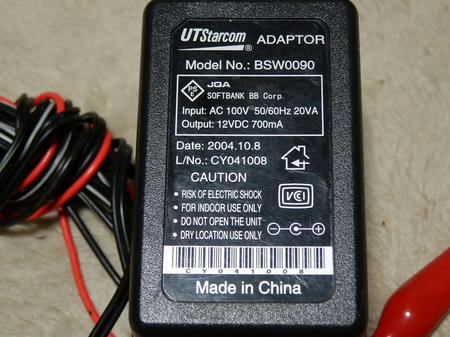 UTStarcom® ADAPTOR
Model No.: BSW0090
PS
E
JQA
SOFTBANK BB Corp.
Input: AC 100V 50/60Hz 20VA
Output: 12VDC 700mA
Date: 2004.10.8
L/No.: CY041008
CAUTION
• RISK OF ELECTRIC SHOCK
• FOR INDOOR USE ONLY
• DO NOT OPEN THE UNIT
• DRY LOCATION USE ONLY
VCI
CY041008
Made in China